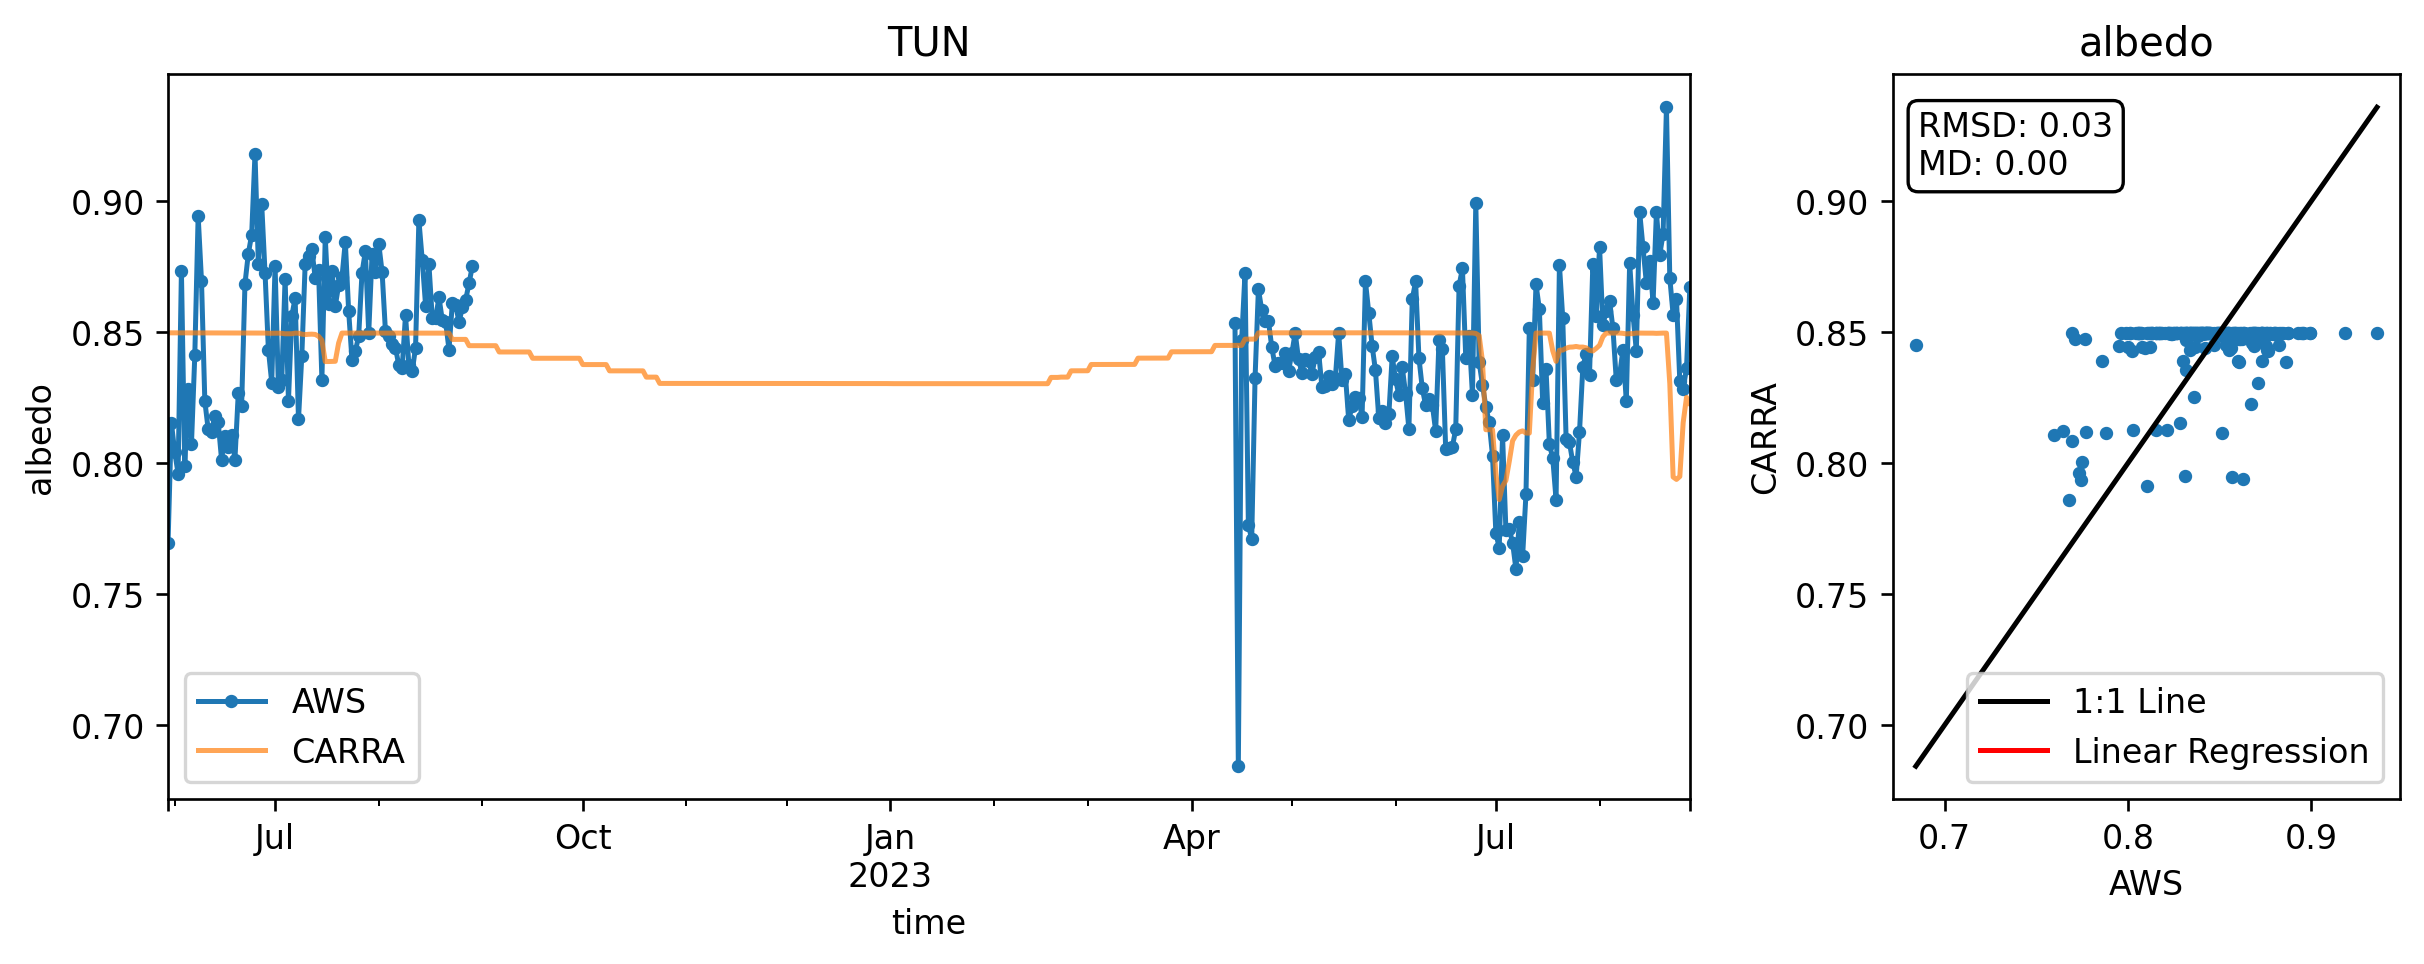 TUN
albedo
0.90
0.85
0.80
0.75
0.70
AWS
CARRA
Jul
Oct
Jan
2023
Apr
Jul
time
albedo
RMSD: 0.03
MD: 0.00
CARRA
0.90
0.85
0.80
0.75
0.70
1:1 Line
Linear Regression
0.7
0.8
0.9
AWS